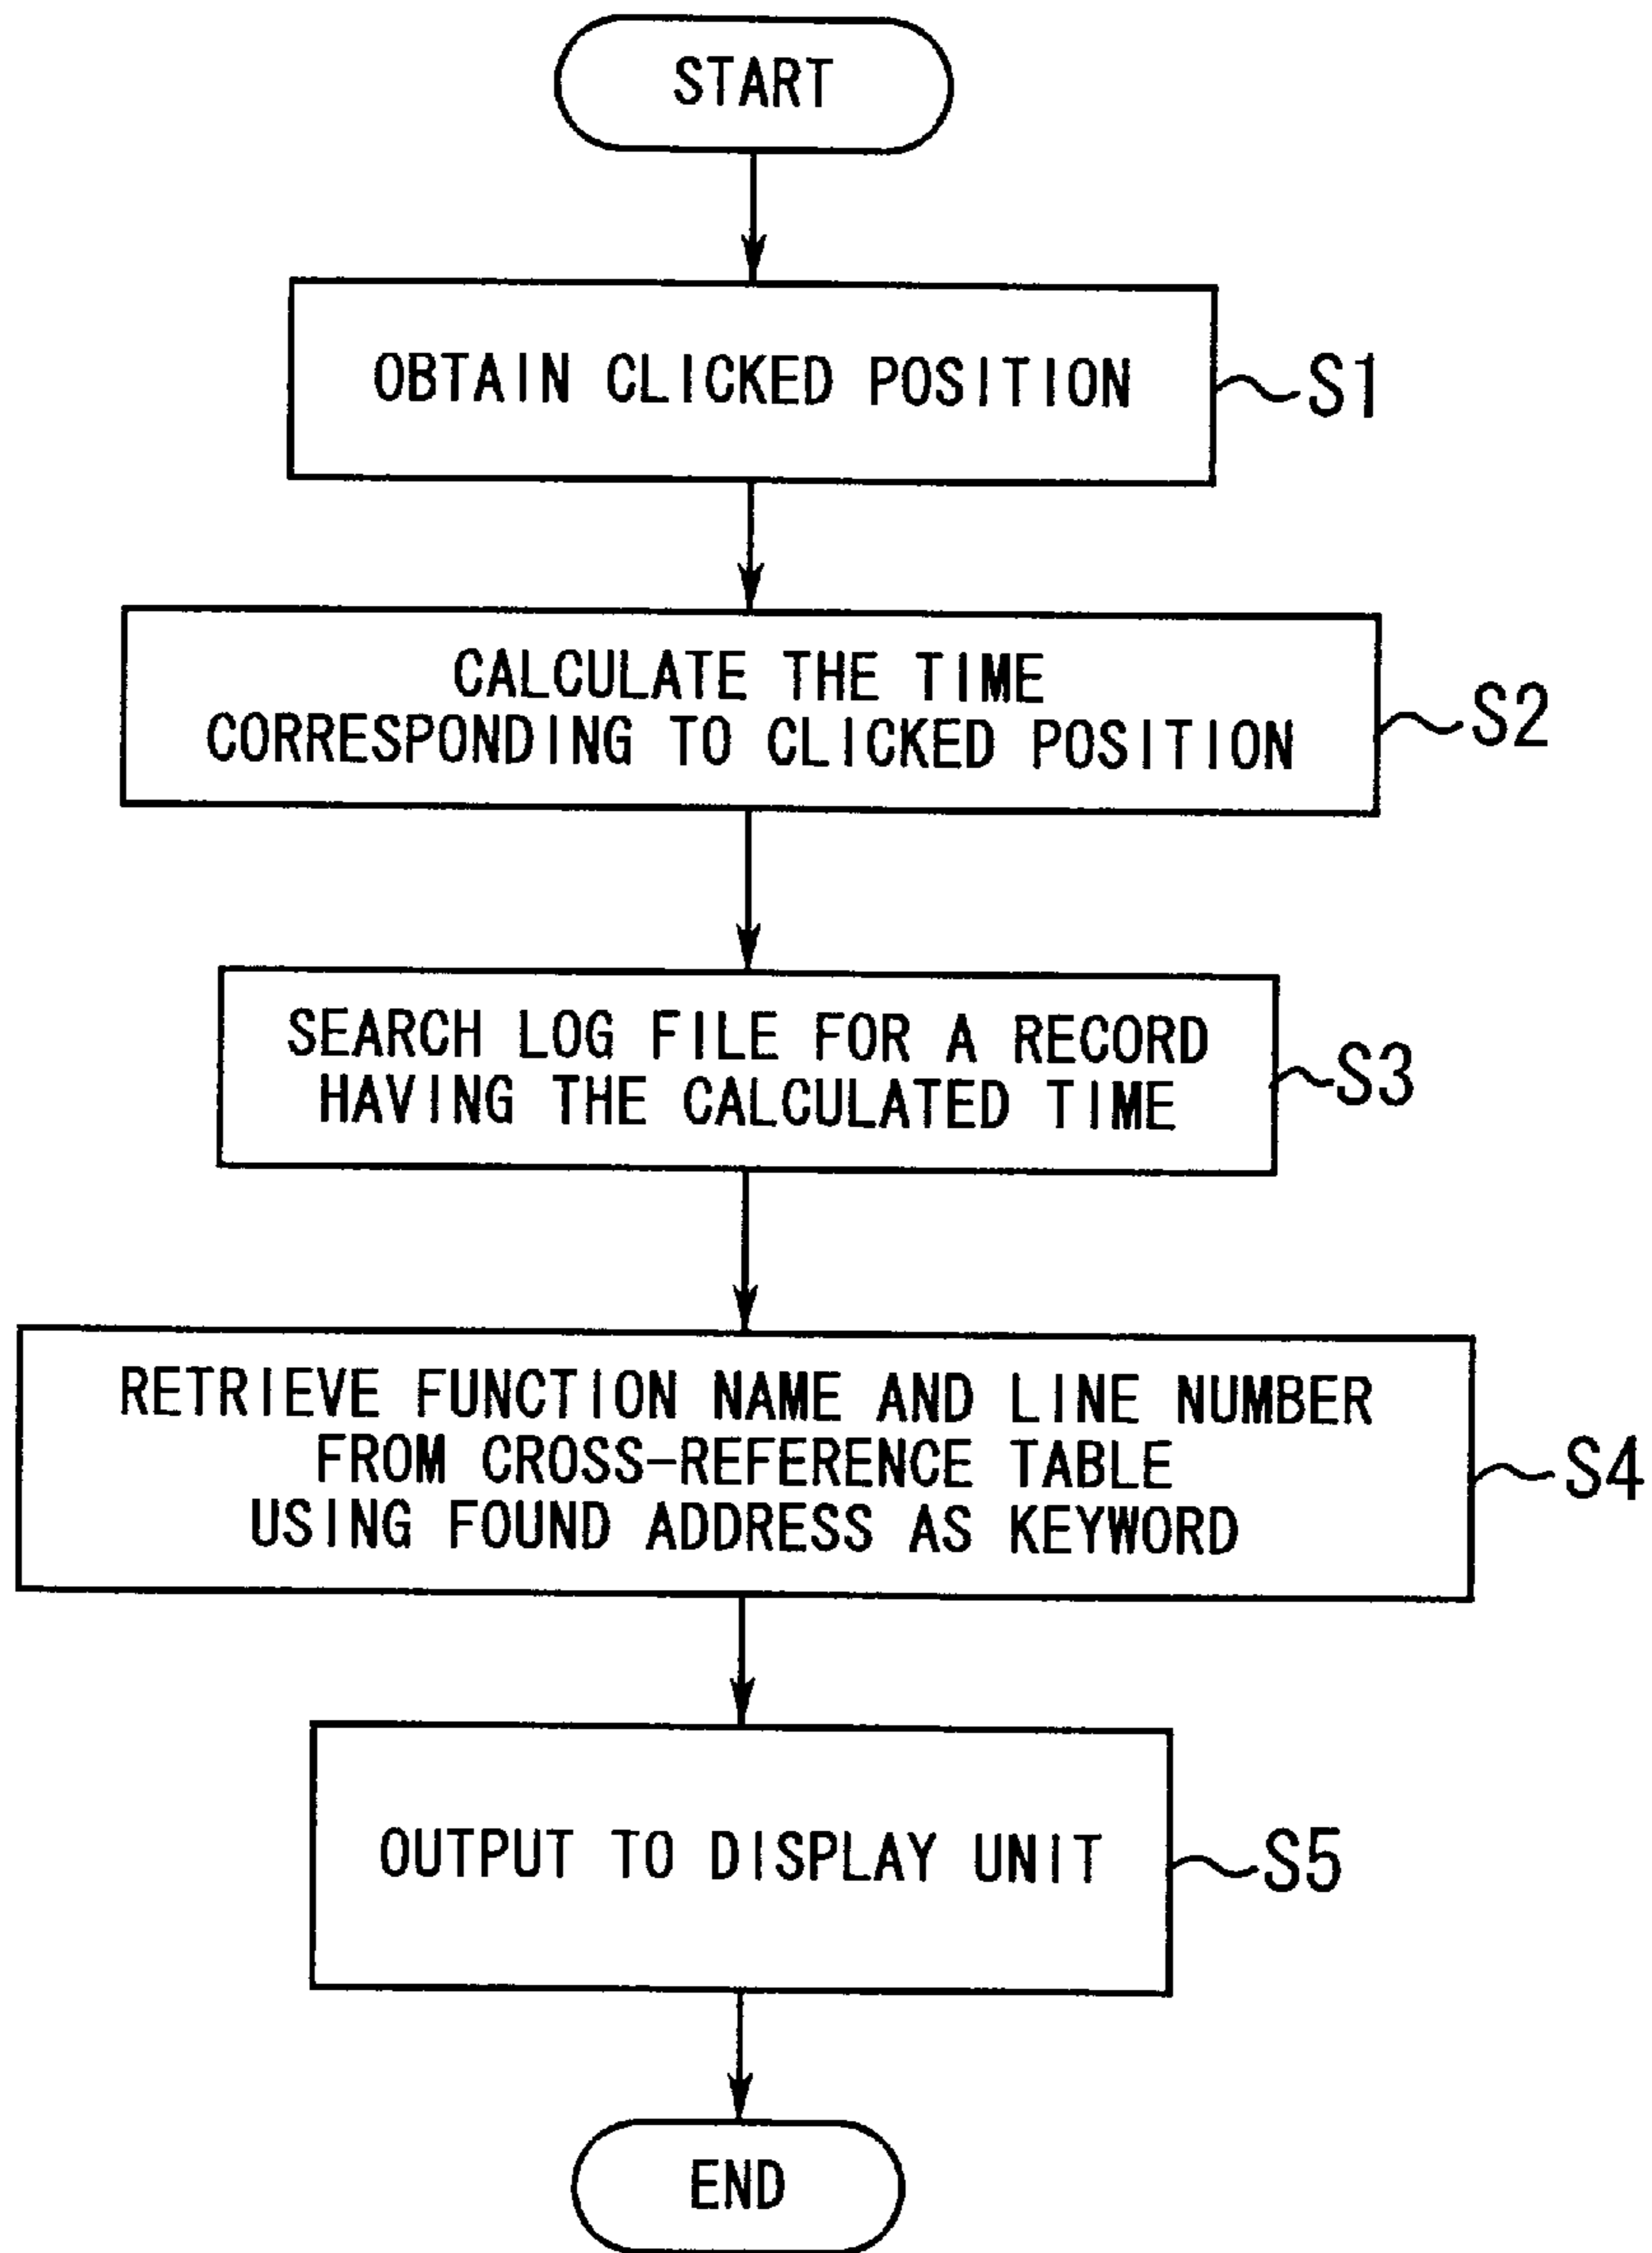 START
OBTAIN CLICKED POSITION
S1
CALCULATE THE TIME
CORRESPONDING TO CLICKED POSITION
S2
SEARCH LOG FILE FOR A RECORD
HAVING THE CALCULATED TIME
S3
RETRIEVE FUNCTION NAME AND LINE NUMBER
FROM CROSS-REFERENCE TABLE
USING FOUND ADDRESS AS KEYWORD
S4
OUTPUT TO DISPLAY UNIT
S5
END